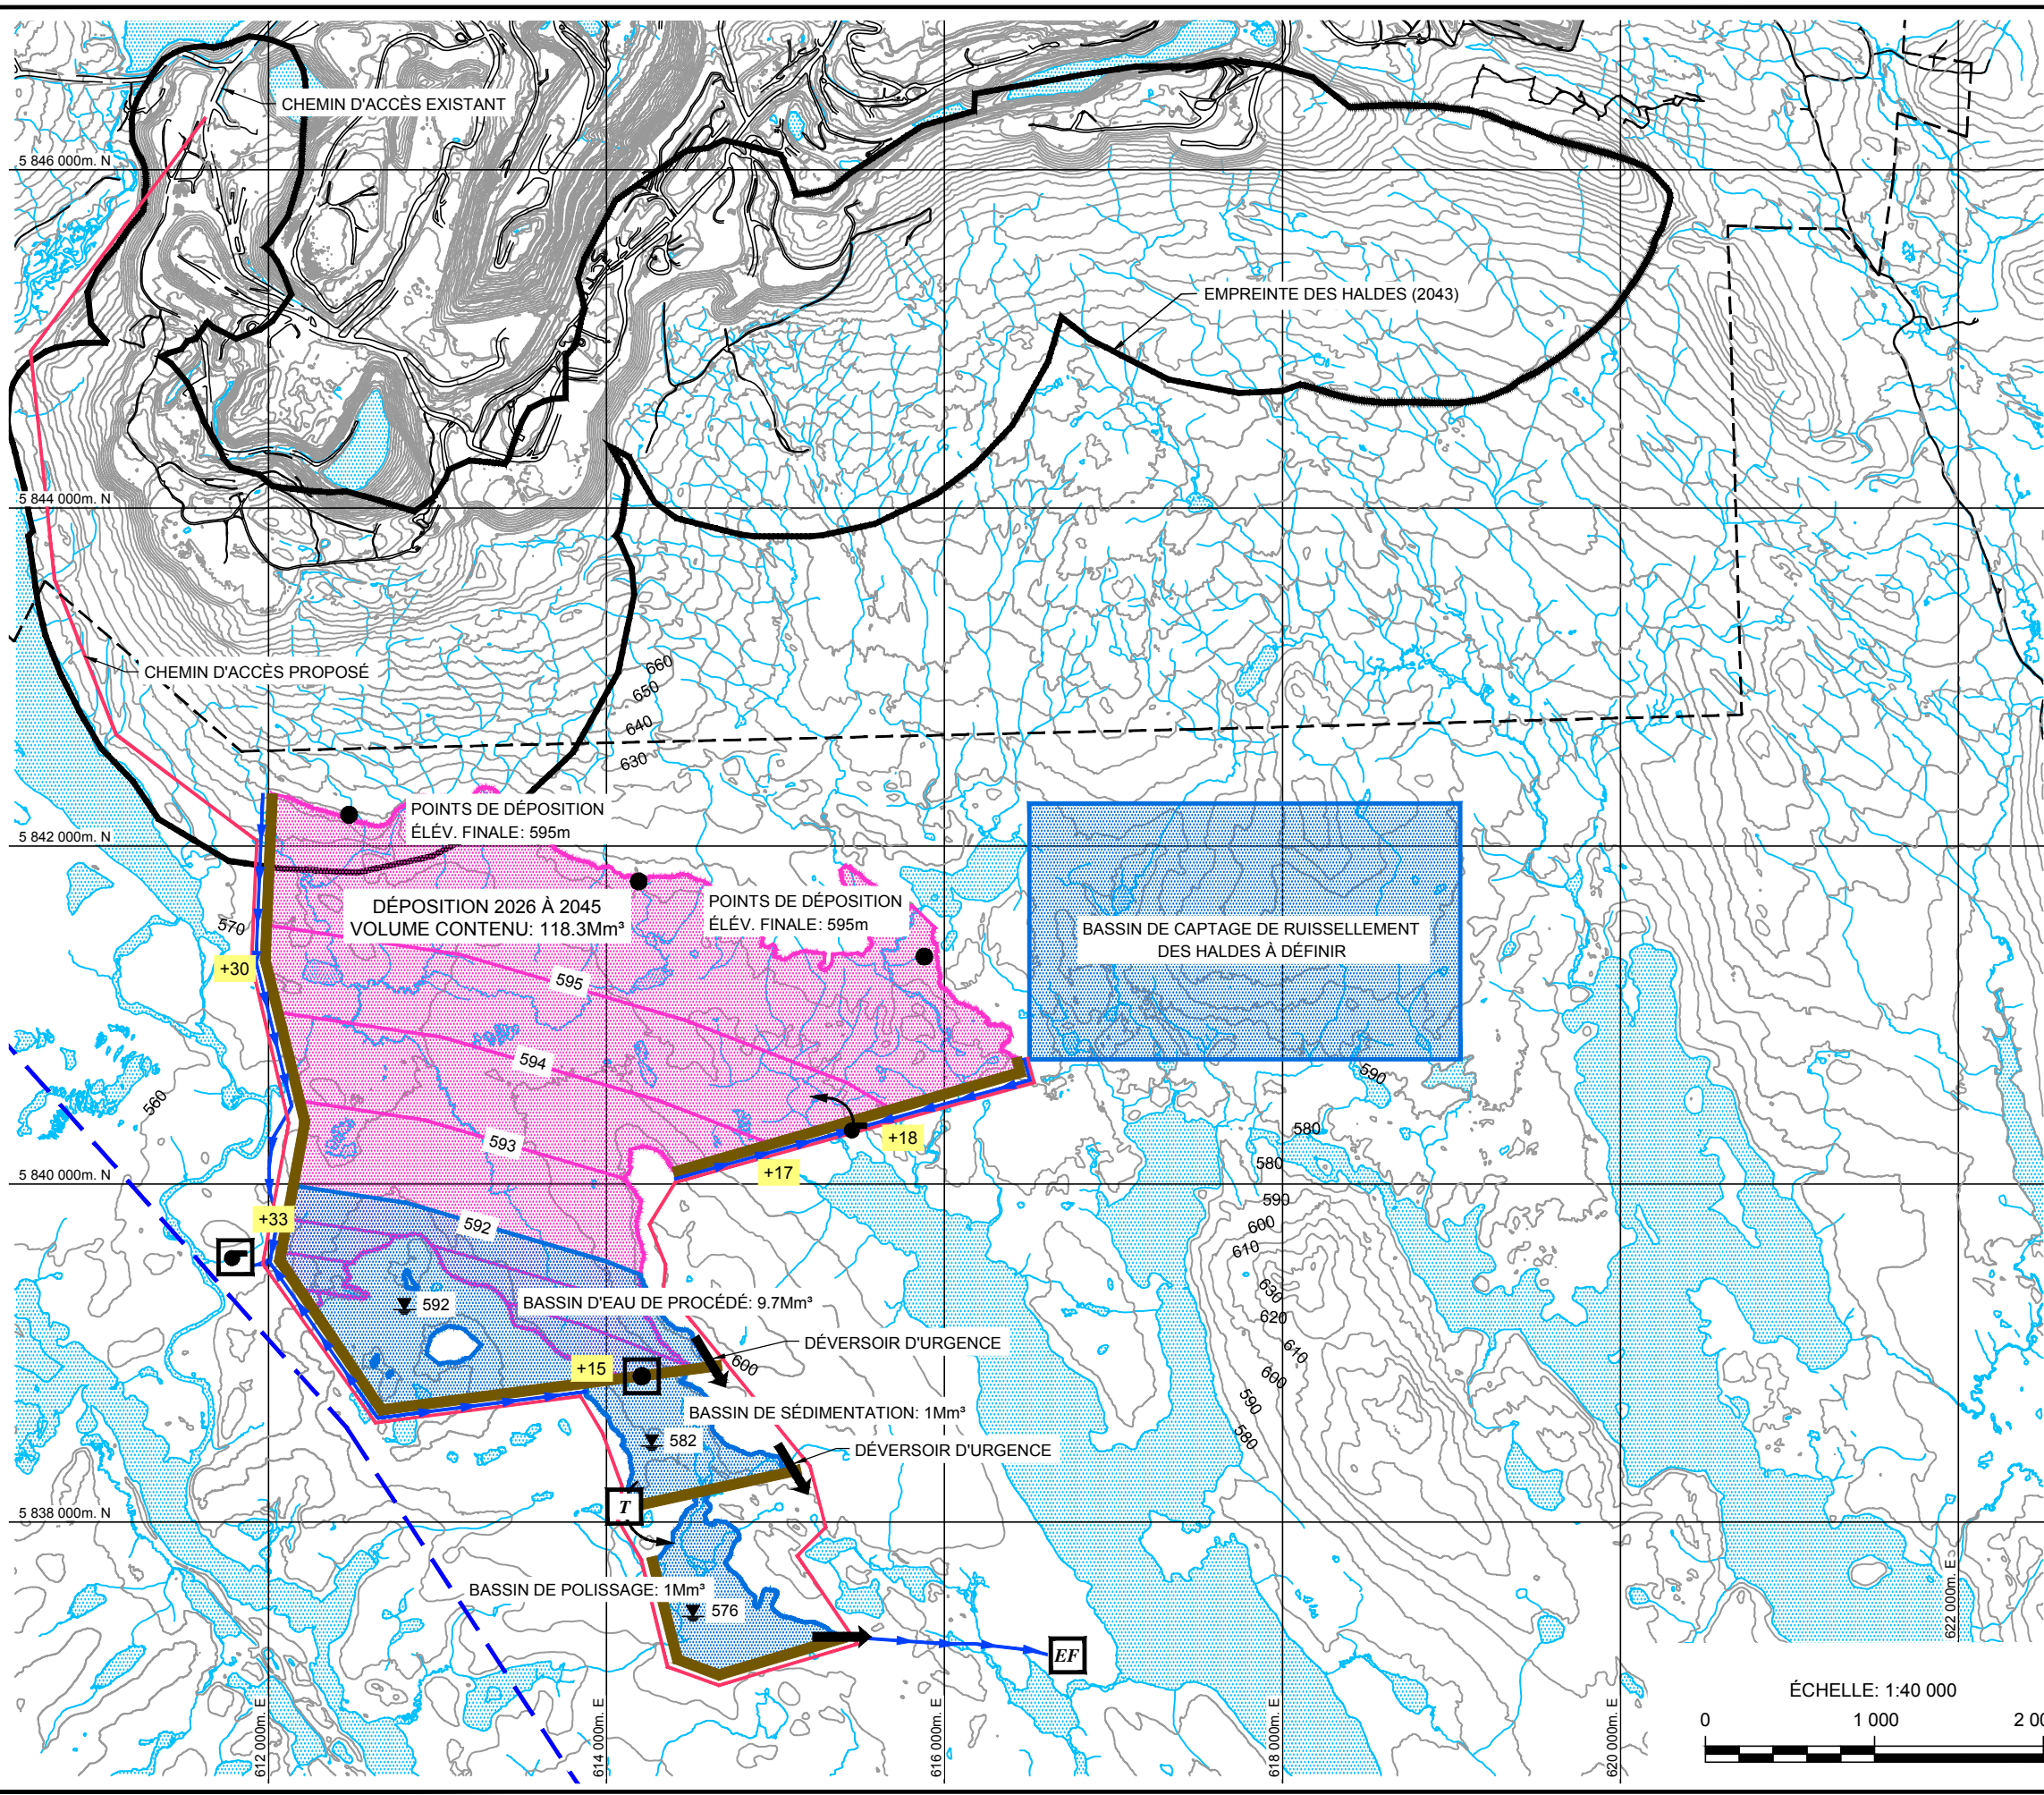 CHEMIN D'ACCÈS EXISTANT
5 846 000m. N
EMPREINTE DES HALDES (2043)
5 844 000m. N
CHEMIN D'ACCÈS PROPOSÉ
660
650
640
630
POINTS DE DÉPOSITION
ÉLÉV. FINALE: 595m
5 842 000m. N
DÉPOSITION 2026 À 2045
VOLUME CONTENU: 118.3Mm³
POINTS DE DÉPOSITION
ÉLÉV. FINALE: 595m
BASSIN DE CAPTAGE DE RUISSELLEMENT
DES HALDES À DÉFINIR
570
+30
595
594
590
560
593
+18
580
+17
580
5 840 000m. N
590
+33
592
600
610
630
592
BASSIN D'EAU DE PROCÉDÉ: 9.7Mm³
620
DÉVERSOIR D'URGENCE
610
+15
600
600
590
BASSIN DE SÉDIMENTATION: 1Mm³
582
580
DÉVERSOIR D'URGENCE
T
5 838 000m. N
BASSIN DE POLISSAGE: 1Mm³
576
EF
612 000m. E
614 000m. E
616 000m. E
618 000m. E
620 000m. E
622 000m. E
ÉCHELLE: 1:40 000
0 1 000 2 00